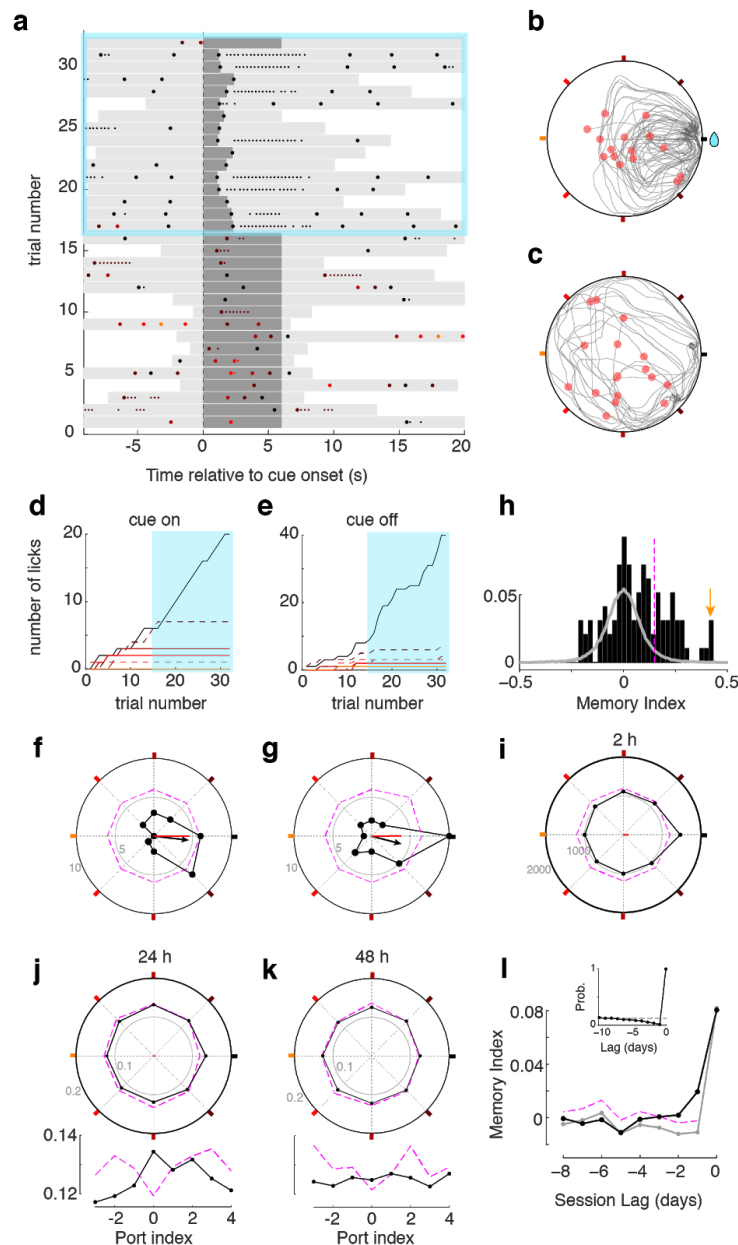 a
b
30
25
20
15
10
5
0
trial number
-5
0
5
10
15
20
Time relative to cue onset (s)
c
d
cue on
20
10
0
number of licks
10
20
30
trial number
e
cue off
40
20
0
10
20
30
trial number
h
0.05
0
-0.5
0
0.5
Memory Index
f
5
10
g
5
10
i
2 h
1000
2000
j
24 h
0.1
0.2
0.14
0.12
-2
0
2
4
Port index
k
48 h
0.1
0.2
-2
0
2
4
Port index
l
Prob.
1
0
-10
-5
0
Lag (days)
0.08
0.04
0
Memory Index
-8
-6
-4
-2
0
Session Lag (days)